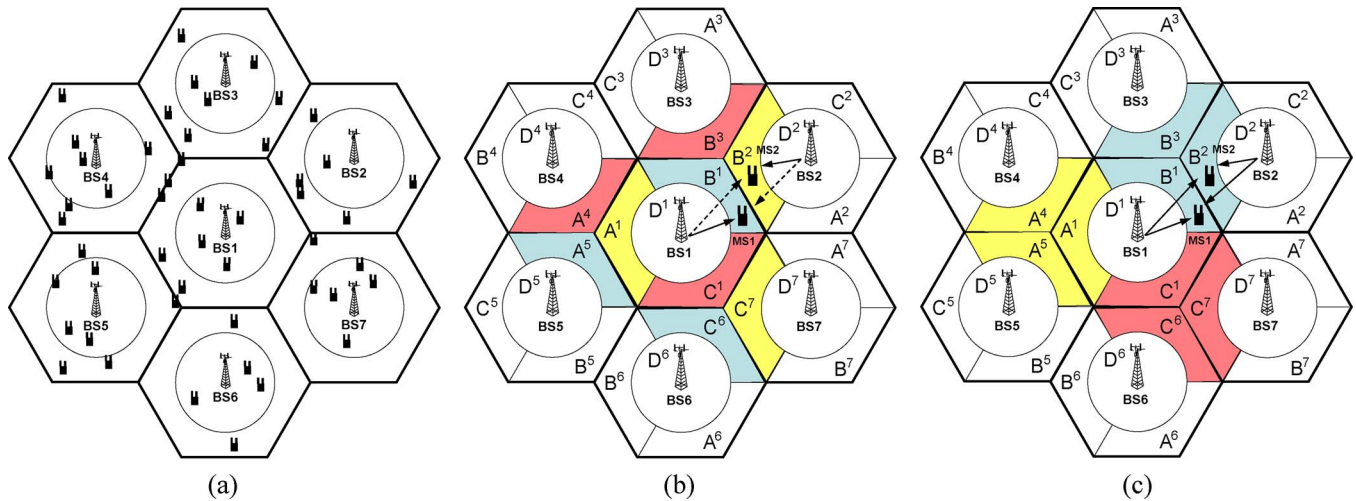 BS3
BS4
BS2
BS1
BS5
BS7
BS6
(a)
A³
D³
C³
BS3
C⁴
C²
D⁴
B³
D²
B⁴
B²
MS2
BS4
B¹
BS2
A⁴
D¹
A²
A¹
MS1
A⁵
BS1
A⁷
C⁵
D⁵
C¹
C⁷
D⁷
BS5
C⁶
BS7
B⁵
D⁶
B⁷
B⁶
BS6
A⁶
(b)
A³
D³
C³
BS3
C⁴
C²
D⁴
B³
D²
B⁴
B²
MS2
BS4
B¹
BS2
A⁴
D¹
A²
A¹
MS1
A⁵
BS1
A⁷
C⁵
D⁵
C¹
C⁷
D⁷
BS5
C⁶
BS7
B⁵
D⁶
B⁷
B⁶
BS6
A⁶
(c)